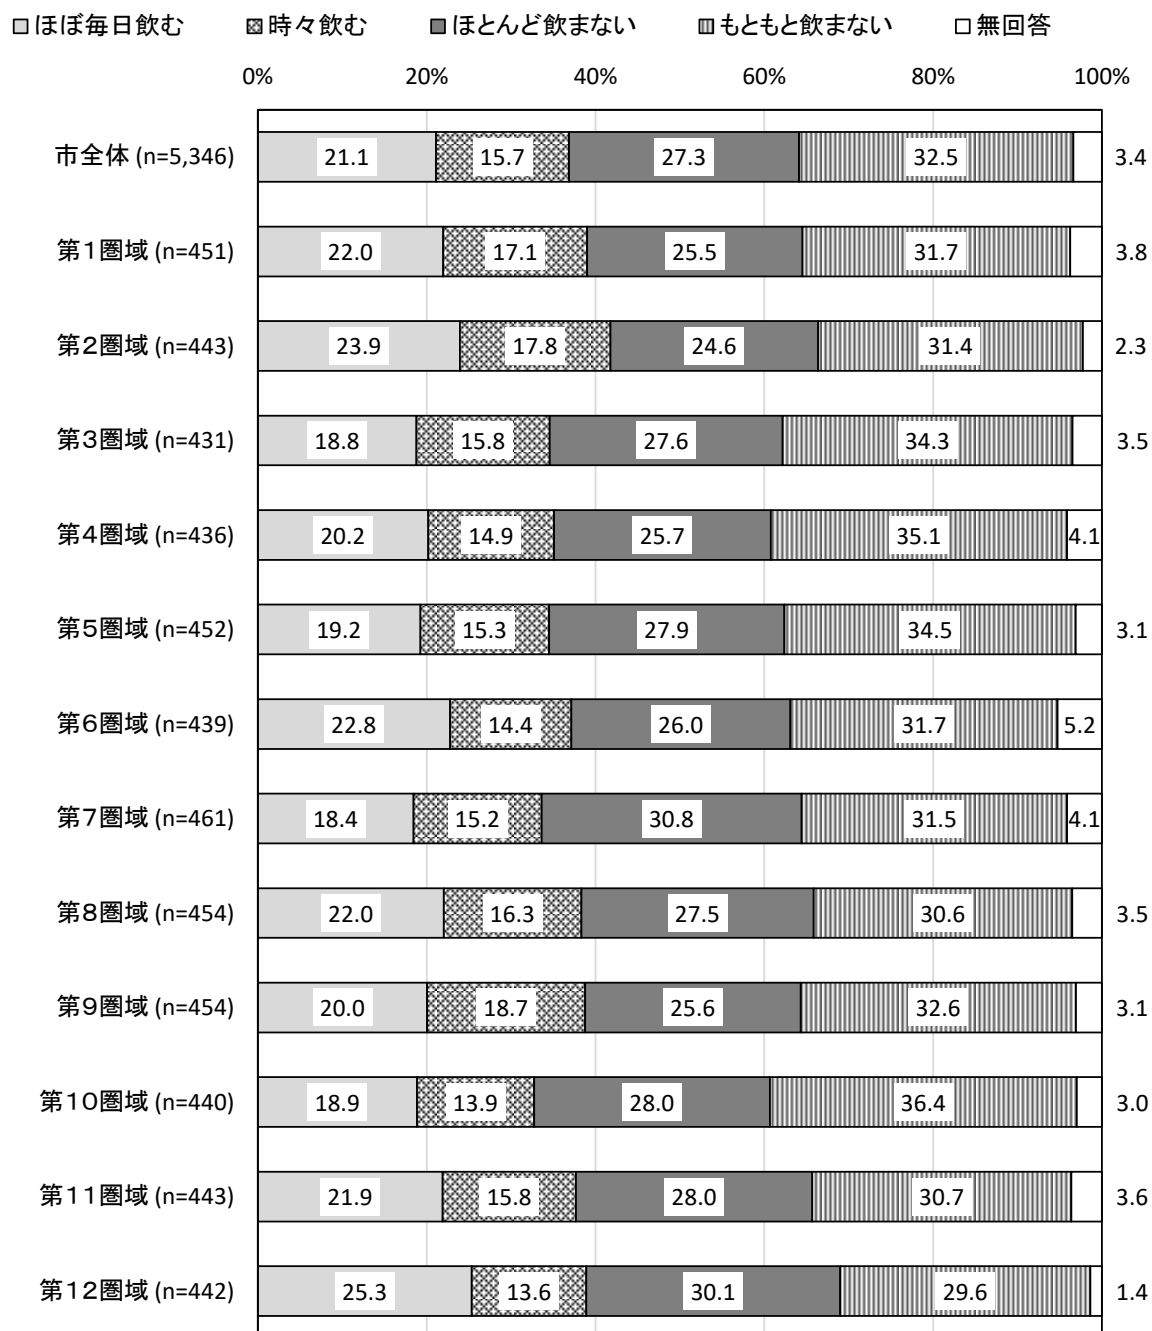 ほぼ毎日飲む 時々飲む ほとんど飲まない もともと飲まない 無回答
0% 20% 40% 60% 80% 100%
市全体 (n=5,346) 21.1 15.7 27.3 32.5 3.4
第１圏域 (n=451) 22.0 17.1 25.5 31.7 3.8
第２圏域 (n=443) 23.9 17.8 24.6 31.4 2.3
第３圏域 (n=431) 18.8 15.8 27.6 34.3 3.5
第４圏域 (n=436) 20.2 14.9 25.7 35.1 4.1
第５圏域 (n=452) 19.2 15.3 27.9 34.5 3.1
第６圏域 (n=439) 22.8 14.4 26.0 31.7 5.2
第７圏域 (n=461) 18.4 15.2 30.8 31.5 4.1
第８圏域 (n=454) 22.0 16.3 27.5 30.6 3.5
第９圏域 (n=454) 20.0 18.7 25.6 32.6 3.1
第１０圏域 (n=440) 18.9 13.9 28.0 36.4 3.0
第１１圏域 (n=443) 21.9 15.8 28.0 30.7 3.6
第１２圏域 (n=442) 25.3 13.6 30.1 29.6 1.4